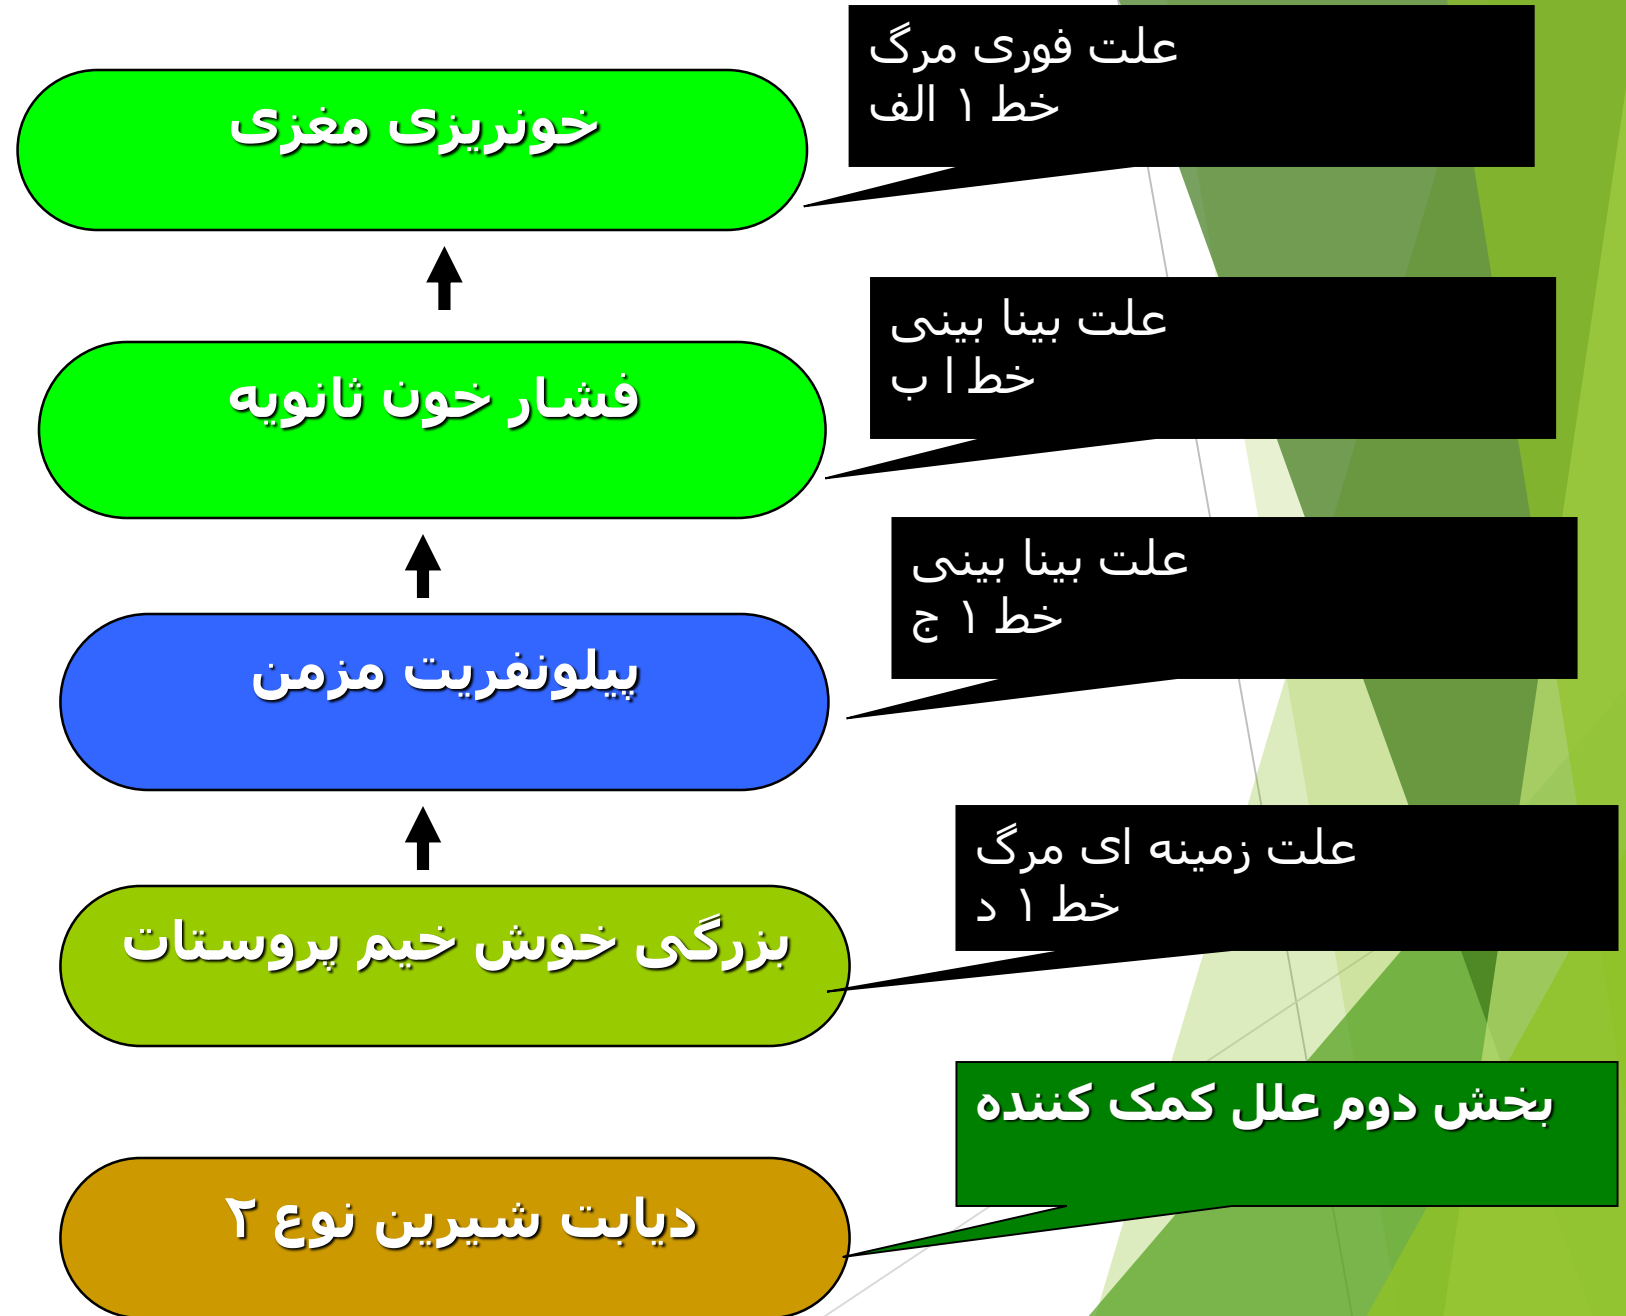 علت فوری مرگ
خط ۱ الف
خونریزی مغزی
علت بینا بینی
خط ا ب
فشار خون ثانویه
علت بینا بینی
خط ۱ ج
پیلونفریت مزمن
علت زمینه ای مرگ
خط ۱ د
بزرگی خوش خیم پروستات
بخش دوم علل کمک کننده
دیابت شیرین نوع ۲